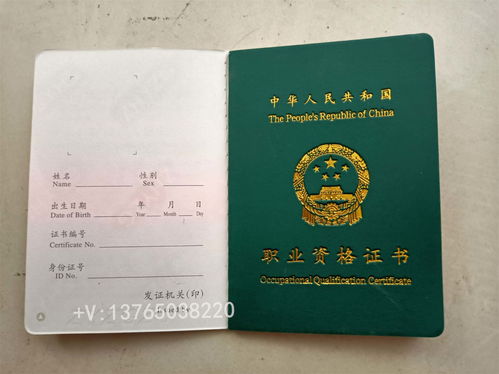 姓名 性别
Name Sex
出生日期 年 月 日
Date of Birth Year Month Day
证书编号
Certificate No.
身份证号
ID No.
发证机关(印)
+V:13765038220
中华人民共和国
The People's Republic of China
职业资格证书
Occupational Qualification Certificate